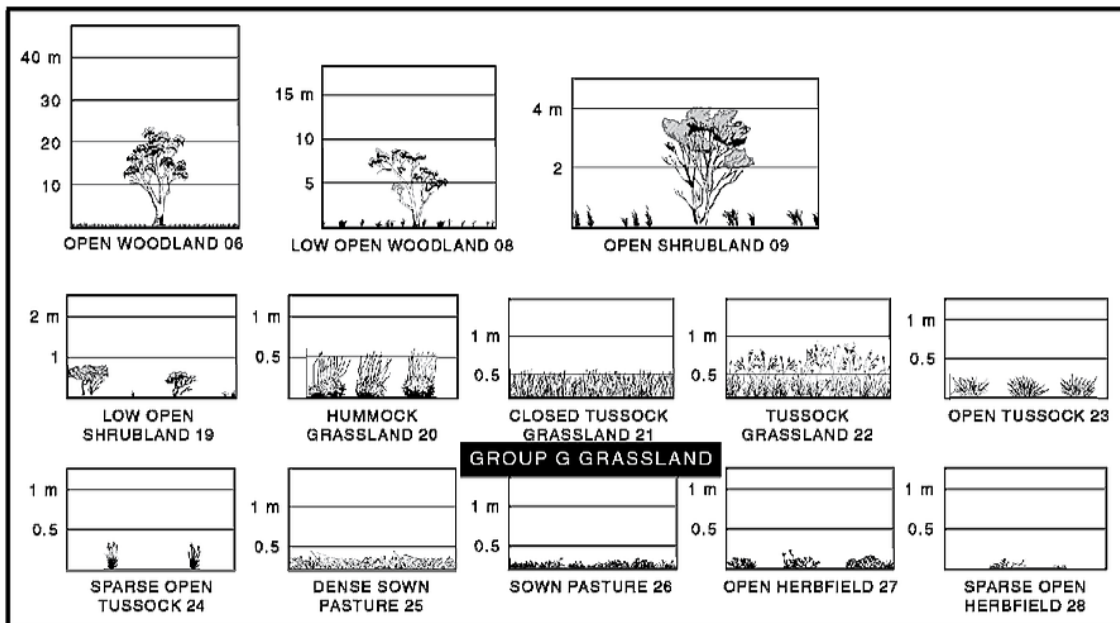 40 m
30
20
10
OPEN WOODLAND 06
15 m
10
5
LOW OPEN WOODLAND 08
4 m
2
OPEN SHRUBLAND 09
2 m
1
LOW OPEN
SHRUBLAND 19
1 m
0.5
HUMMOCK
GRASSLAND 20
1 m
0.5
CLOSED TUSSOCK
GRASSLAND 21
1 m
0.5
TUSSOCK
GRASSLAND 22
1 m
0.5
OPEN TUSSOCK 23
GROUP G GRASSLAND
1 m
0.5
SPARSE OPEN
TUSSOCK 24
1 m
0.5
DENSE SOWN
PASTURE 25
1 m
0.5
SOWN PASTURE 26
1 m
0.5
OPEN HERBFIELD 27
1 m
0.5
SPARSE OPEN
HERBFIELD 28